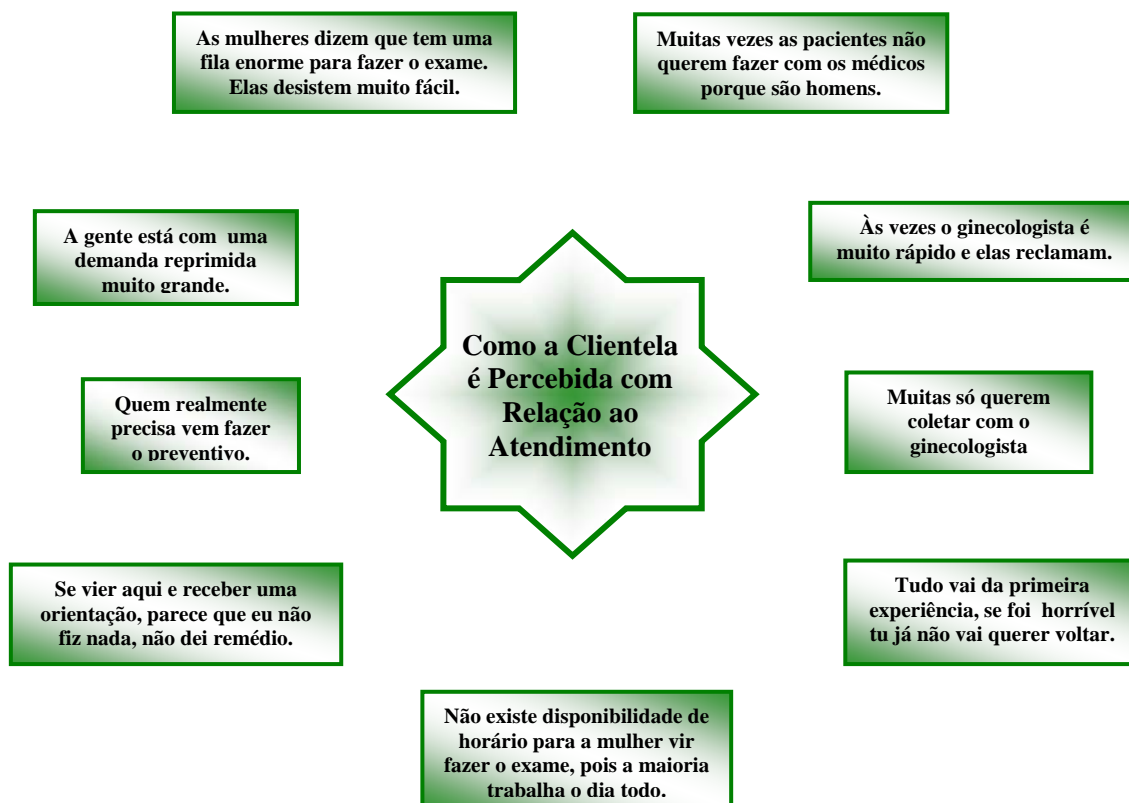 As mulheres dizem que tem uma
fila enorme para fazer o exame.
Elas desistem muito fácil.
Muitas vezes as pacientes não
querem fazer com os médicos
porque são homens.
A gente está com uma
demanda reprimida
muito grande.
Às vezes o ginecologista é
muito rápido e elas reclamam.
Como a Clientela
é Percebida com
Relação ao
Atendimento
Quem realmente
precisa vem fazer
o preventivo.
Muitas só querem
coletar com o
ginecologista
Se vier aqui e receber uma
orientação, parece que eu não
fiz nada, não dei remédio.
Tudo vai da primeira
experiência, se foi horrível
tu já não vai querer voltar.
Não existe disponibilidade de
horário para a mulher vir
fazer o exame, pois a maioria
trabalha o dia todo.